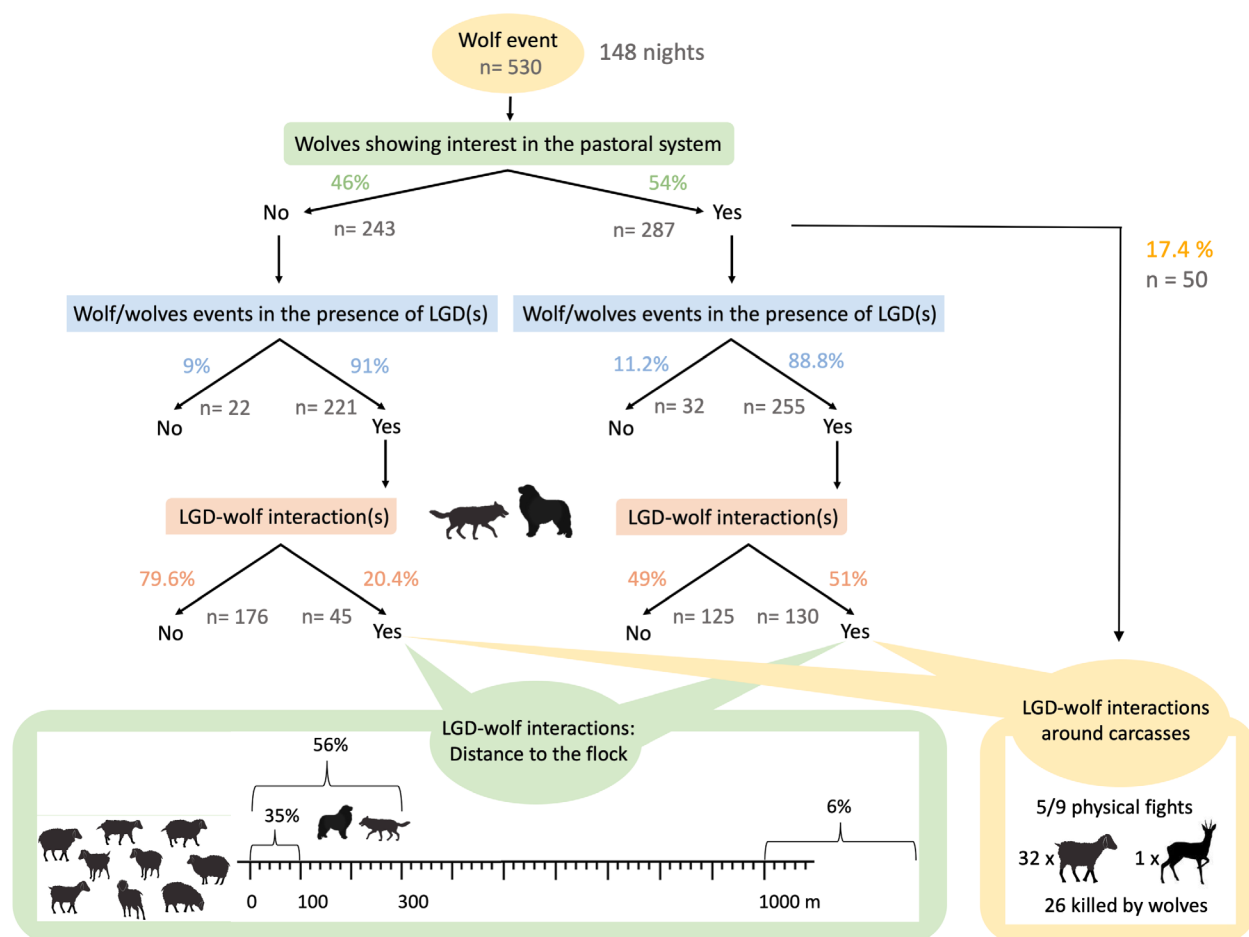 Wolf event
n= 530
148 nights
Wolves showing interest in the pastoral system
46%
54%
No
Yes
n= 243
n= 287
17.4 %
n = 50
Wolf/wolves events in the presence of LGD(s)
Wolf/wolves events in the presence of LGD(s)
9%
91%
11.2%
88.8%
n= 22
n= 221
n= 32
n= 255
No
Yes
No
Yes
LGD-wolf interaction(s)
LGD-wolf interaction(s)
79.6%
20.4%
49%
51%
n= 176
n= 45
n= 125
n= 130
No
Yes
No
Yes
LGD-wolf interactions:
Distance to the flock
56%
35%
6%
0
100
300
1000 m
LGD-wolf interactions
around carcasses
5/9 physical fights
32 x
1 x
26 killed by wolves